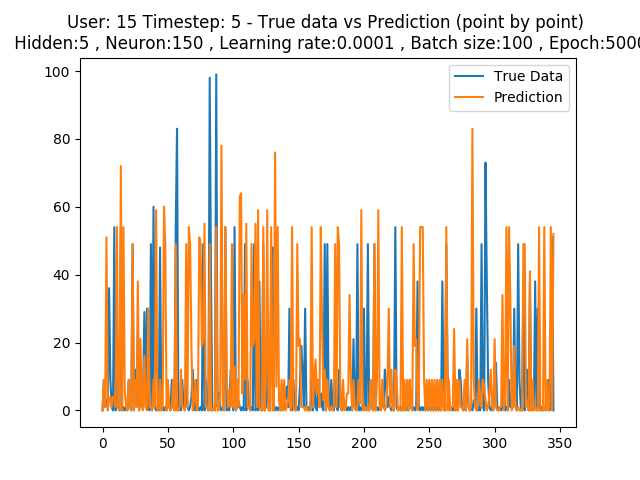 User: 15 Timestep: 5 - True data vs Prediction (point by point)
Hidden:5 , Neuron:150 , Learning rate:0.0001 , Batch size:100 , Epoch:5000
True Data
Prediction
100
80
60
40
20
0
0 50 100 150 200 250 300 350